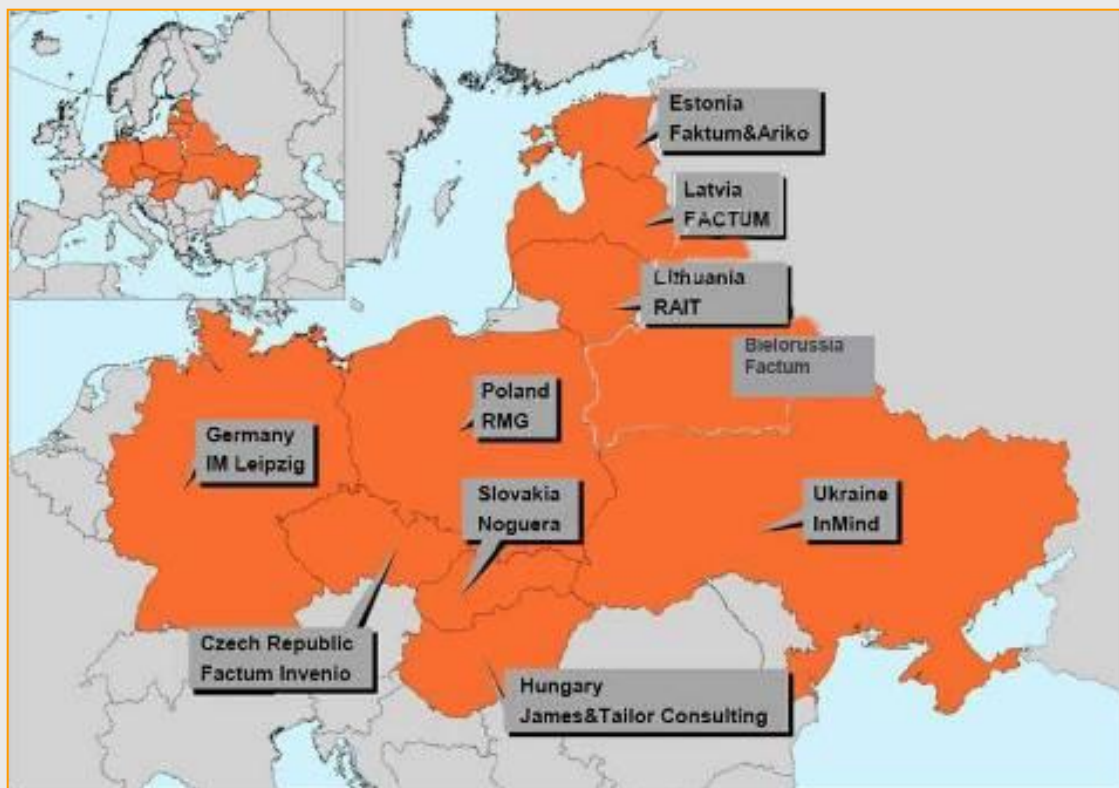 Estonia
Faktum&Ariko
Latvia
FACTUM
Lithuania
RAIT
Bielorussia
Factum
Poland
RMG
Germany
IM Leipzig
Slovakia
Noguera
Ukraine
InMind
Czech Republic
Factum Invenio
Hungary
James&Tailor Consulting